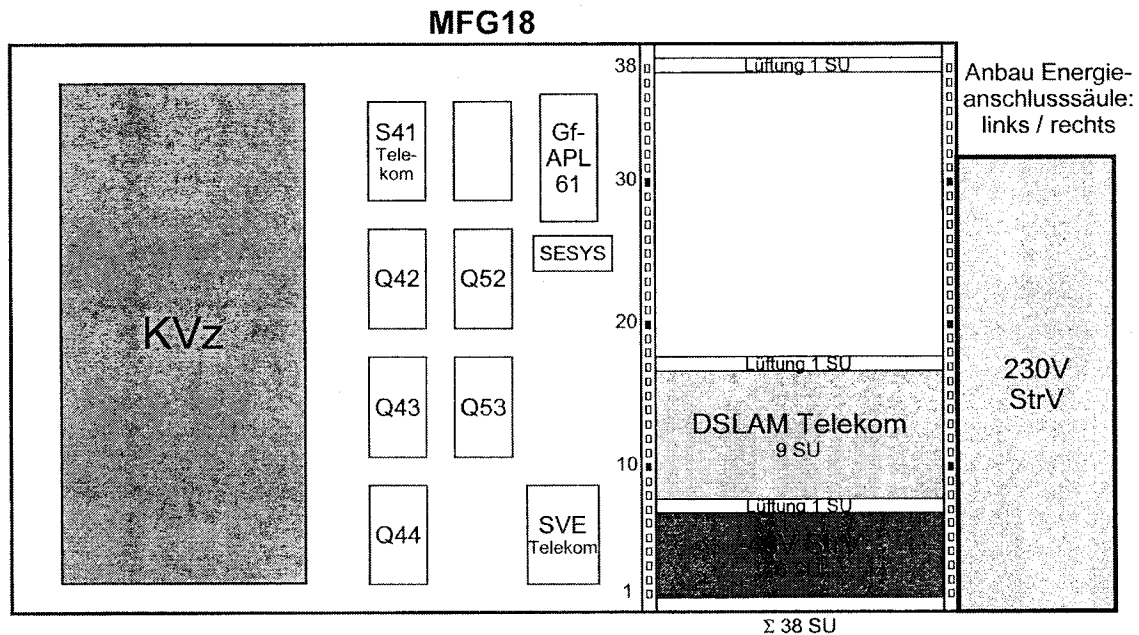 MFG18
38
30
20
10
1
KVz
S41
Tele-
kom
Gf-
APL
61
SESYS
Q42
Q52
Q43
Q53
Q44
SVE
Telekom
Lüftung 1 SU
Lüftung 1 SU
DSLAM Telekom
9 SU
Lüftung 1 SU
Σ 38 SU
Anbau Energie-
anschlusssäule:
links / rechts
230V
StrV